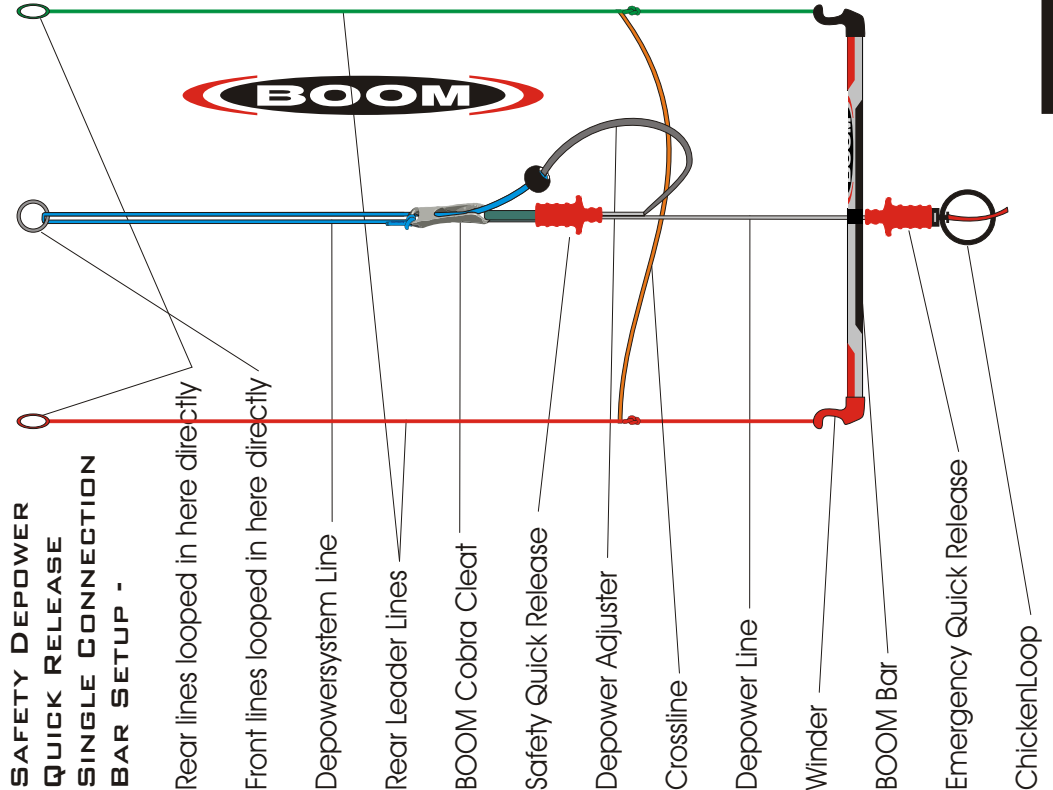 SAFETY DEPOWER
QUICK RELEASE
SINGLE CONNECTION
BAR SETUP -
Rear lines looped in here directly
Front lines looped in here directly
Depowersystem Line
Rear Leader Lines
BOOM Cobra Cleat
Safety Quick Release
Depower Adjuster
Crossline
Depower Line
Winder
BOOM Bar
Emergency Quick Release
ChickenLoop
BOOM
BOOM